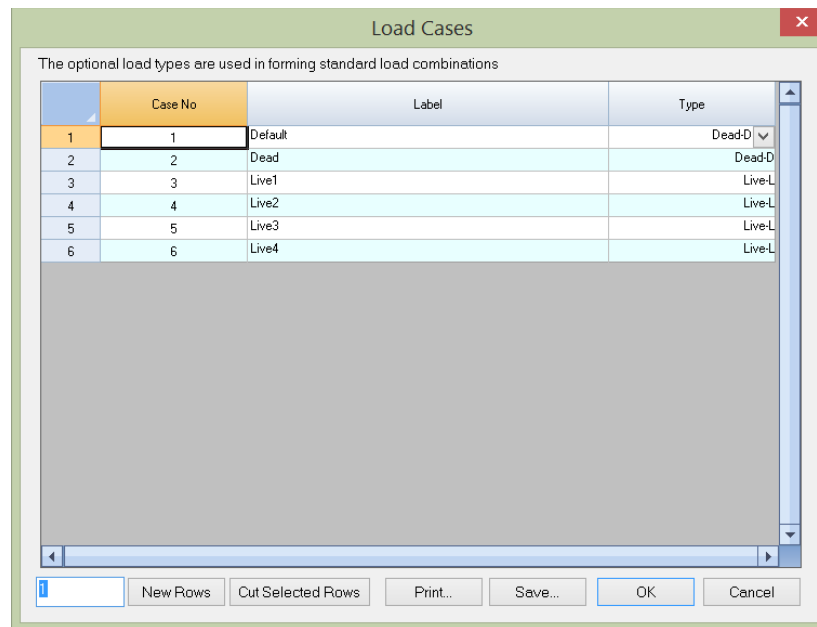 Load Cases
The optional load types are used in forming standard load combinations
Case No Label Type
1 1 Default Dead-D
2 2 Dead Dead-D
3 3 Live1 Live-L
4 4 Live2 Live-L
5 5 Live3 Live-L
6 6 Live4 Live-L
1 New Rows Cut Selected Rows Print... Save... OK Cancel